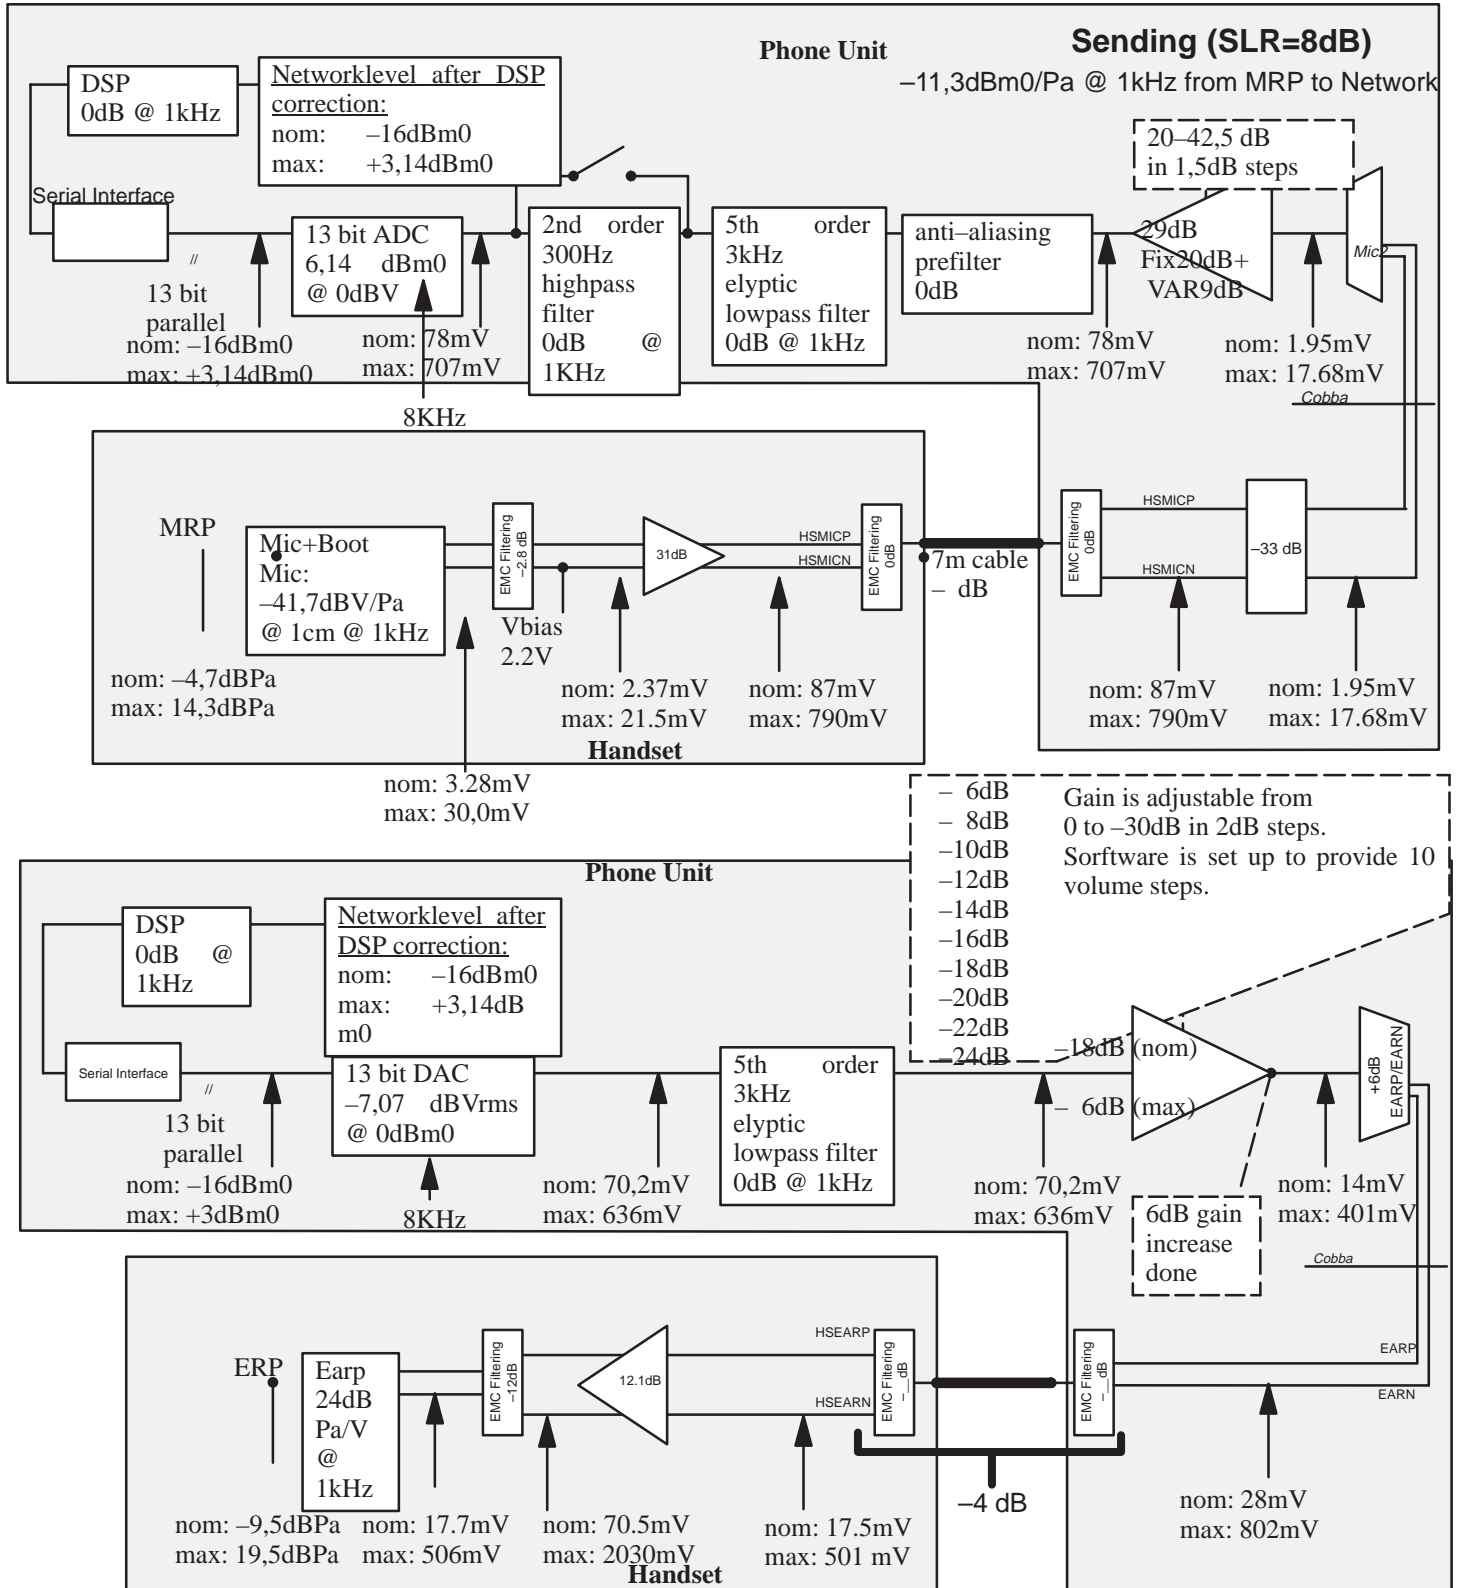 Phone Unit
Sending (SLR=8dB)
–11,3dBm0/Pa @ 1kHz from MRP to Network
DSP
0dB @ 1kHz
Networklevel after DSP
correction:
nom: –16dBm0
max: +3,14dBm0
20–42,5 dB
in 1,5dB steps
Serial Interface
13 bit ADC
6,14 dBm0
@ 0dBV
2nd order
300Hz
highpass
filter
0dB @
1KHz
5th order
3kHz
elyptic
lowpass filter
0dB @ 1kHz
anti–aliasing
prefilter
0dB
29dB
Fix20dB+
VAR9dB
Mic2
//
13 bit
parallel
nom: –16dBm0
max: +3,14dBm0
nom: 78mV
max: 707mV
8KHz
nom: 78mV
max: 707mV
nom: 1.95mV
max: 17.68mV
Cobba
MRP
Mic+Boot
Mic:
–41,7dBV/Pa
@ 1cm @ 1kHz
EMC Filtering
–2.8 dB
Vbias
2.2V
31dB
HSMICP
HSMICN
EMC Filtering
0dB
7m cable
– dB
EMC Filtering
0dB
HSMICP
HSMICN
–33 dB
nom: –4,7dBPa
max: 14,3dBPa
nom: 2.37mV
max: 21.5mV
nom: 87mV
max: 790mV
nom: 87mV
max: 790mV
nom: 1.95mV
max: 17.68mV
Handset
nom: 3.28mV
max: 30,0mV
– 6dB
– 8dB
–10dB
–12dB
–14dB
–16dB
–18dB
–20dB
–22dB
–24dB
Gain is adjustable from
0 to –30dB in 2dB steps.
Sorftware is set up to provide 10
volume steps.
Phone Unit
DSP
0dB @
1kHz
Networklevel after
DSP correction:
nom: –16dBm0
max: +3,14dB
m0
Serial Interface
//
13 bit
parallel
nom: –16dBm0
max: +3dBm0
13 bit DAC
–7,07 dBVrms
@ 0dBm0
8KHz
nom: 70,2mV
max: 636mV
5th order
3kHz
elyptic
lowpass filter
0dB @ 1kHz
–18dB (nom)
– 6dB (max)
nom: 70,2mV
max: 636mV
6dB gain
increase
done
+6dB
EARP/EARN
nom: 14mV
max: 401mV
Cobba
ERP
Earp
24dB
Pa/V
@
1kHz
EMC Filtering
–12dB
12.1dB
HSEARP
HSEARN
EMC Filtering
–__dB
EMC Filtering
–__dB
EARP
EARN
–4 dB
nom: –9,5dBPa
max: 19,5dBPa
nom: 17.7mV
max: 506mV
nom: 70.5mV
max: 2030mV
nom: 17.5mV
max: 501 mV
nom: 28mV
max: 802mV
Handset